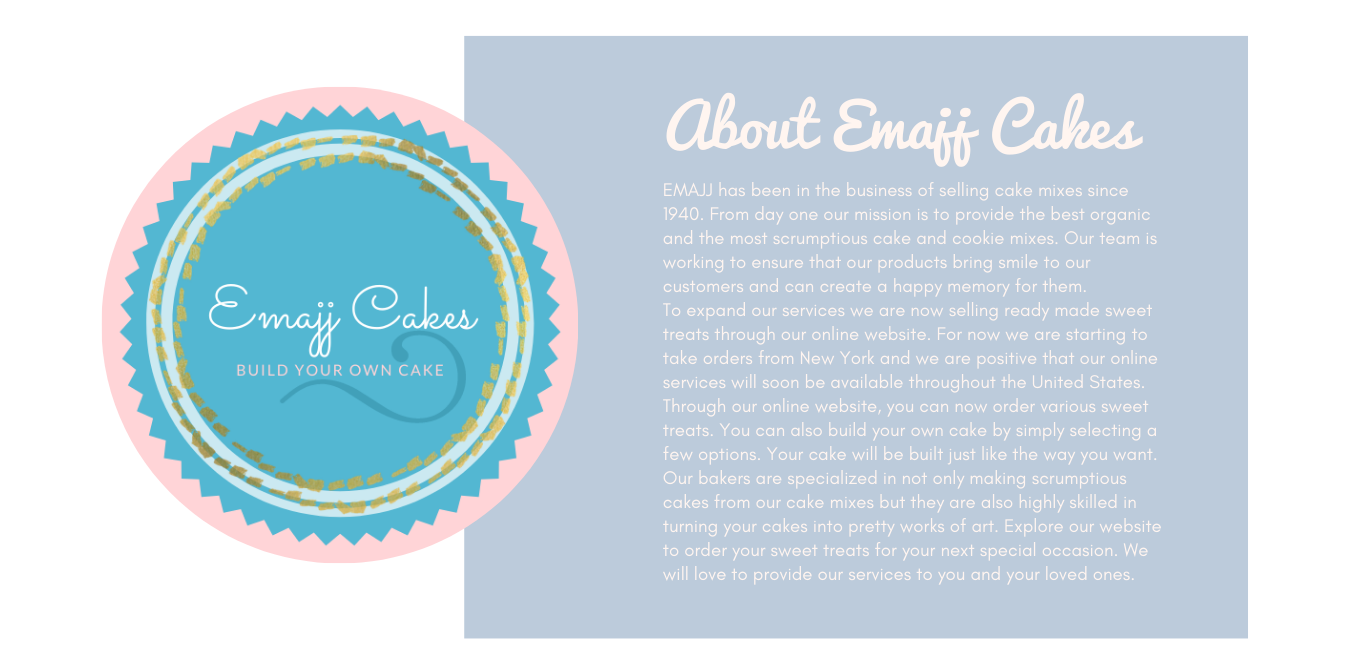 Emajj Cakes
BUILD YOUR OWN CAKE
About Emajj Cakes
EMAJJ has been in the business of selling cake mixes since
1940. From day one our mission is to provide the best organic
and the most scrumptious cake and cookie mixes. Our team is
working to ensure that our products bring smile to our
customers and can create a happy memory for them.
To expand our services we are now selling ready made sweet
treats through our online website. For now we are starting to
take orders from New York and we are positive that our online
services will soon be available throughout the United States.
Through our online website, you can now order various sweet
treats. You can also build your own cake by simply selecting a
few options. Your cake will be built just like the way you want.
Our bakers are specialized in not only making scrumptious
cakes from our cake mixes but they are also highly skilled in
turning your cakes into pretty works of art. Explore our website
to order your sweet treats for your next special occasion. We
will love to provide our services to you and your loved ones.